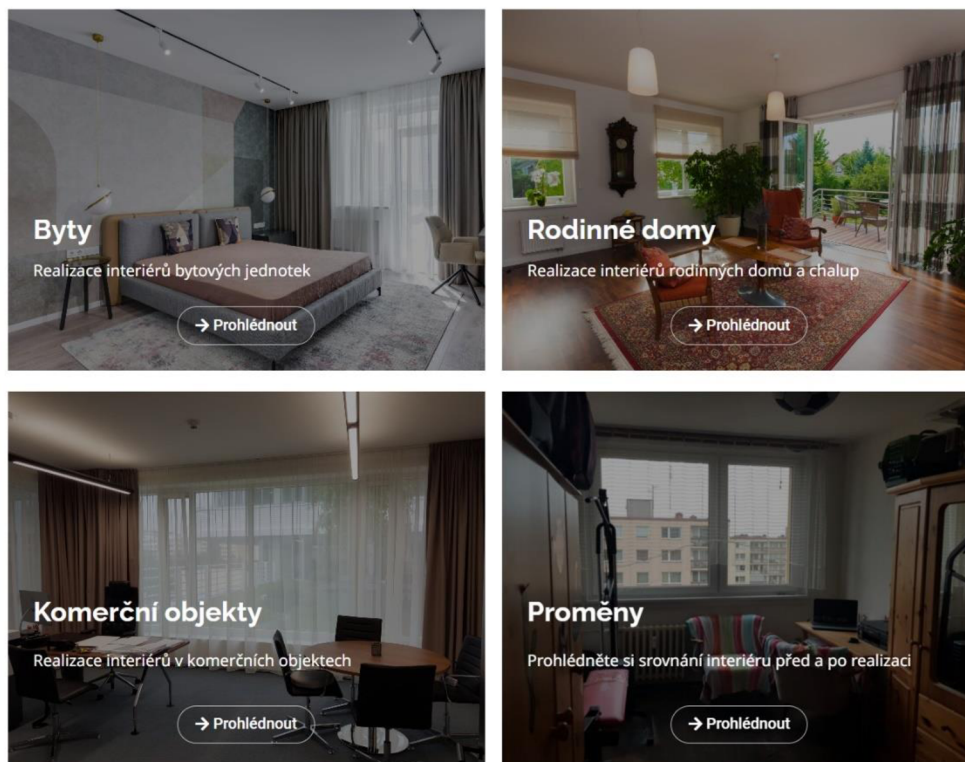 Byty
Realizace interiérů bytových jednotek
→ Prohlédnout
Rodinné domy
Realizace interiérů rodinných domů a chalup
→ Prohlédnout
Komerční objekty
Realizace interiérů v komerčních objektech
→ Prohlédnout
Proměny
Prohlédněte si srovnání interiéru před a po realizaci
→ Prohlédnout